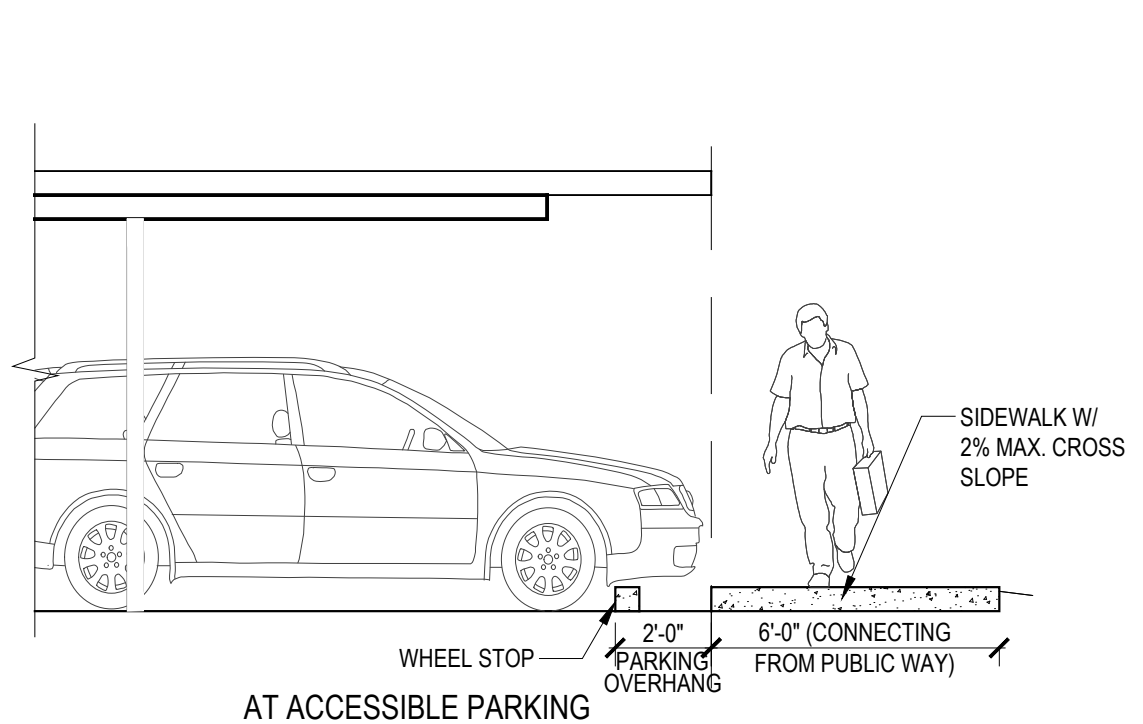 SIDEWALK W/
2% MAX. CROSS
SLOPE
WHEEL STOP
2'-0"
PARKING
OVERHANG
6'-0" (CONNECTING
FROM PUBLIC WAY)
AT ACCESSIBLE PARKING